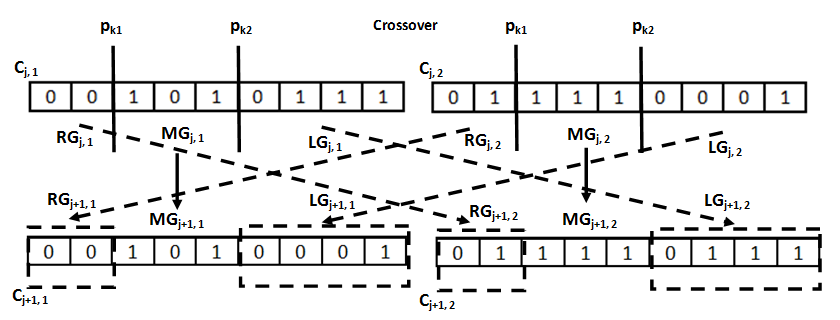 Crossover
pk1 pk2 pk1 pk2
Cj, 1 Cj, 2
0 0 1 0 1 0 1 1 1 0 1 1 1 1 0 0 0 1
RGj, 1 MGj, 1 LGj, 1 RGj, 2 MGj, 2 LGj, 2
RGj+1, 1 MGj+1, 1 LGj+1, 1 RGj+1, 2 MGj+1, 2 LGj+1, 2
0 0 1 0 1 0 0 0 1 0 1 1 1 1 0 1 1 1
Cj+1, 1 Cj+1, 2